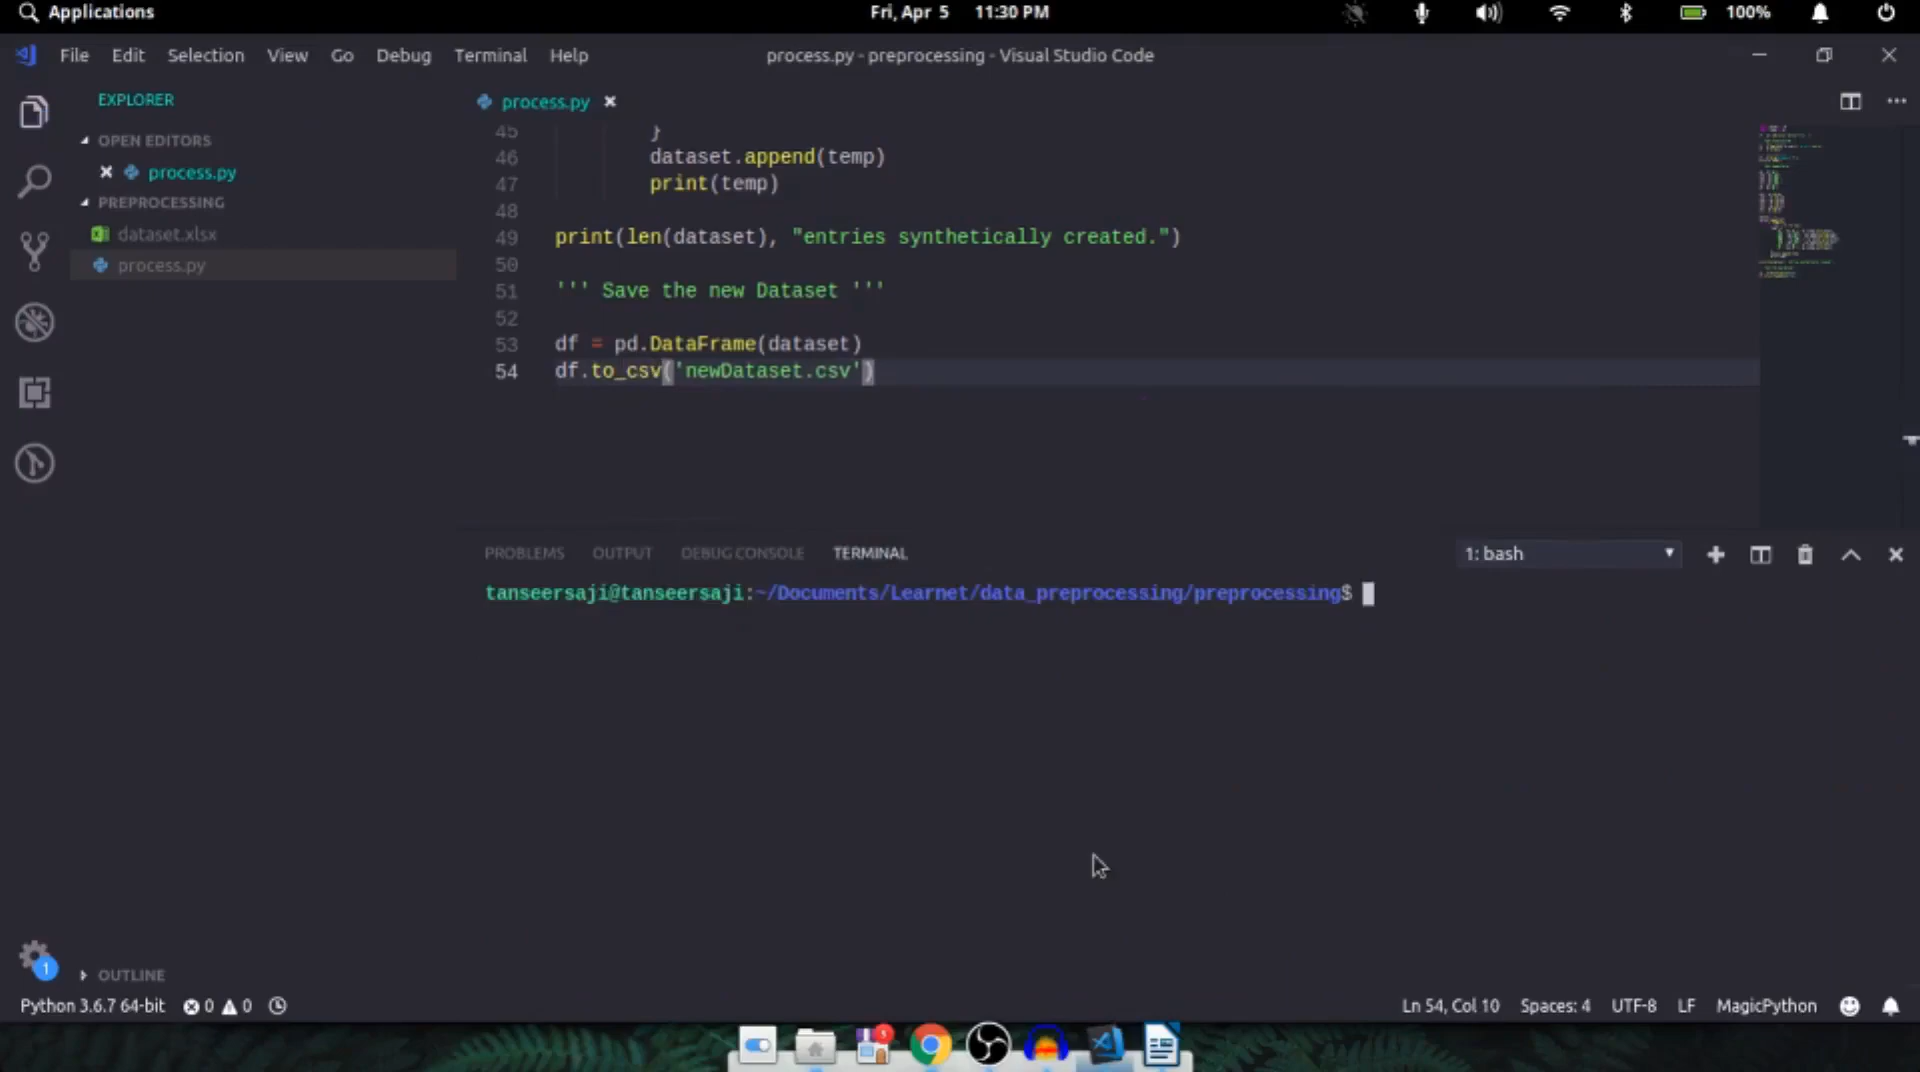 Applications
Fri, Apr 5 11:30 PM
100%
File Edit Selection View Go Debug Terminal Help
process.py - preprocessing - Visual Studio Code
EXPLORER
OPEN EDITORS
process.py
PREPROCESSING
dataset.xlsx
process.py
process.py
45 }
46 dataset.append(temp)
47 print(temp)
48
49 print(len(dataset), "entries synthetically created.")
50
51 ''' Save the new Dataset '''
52
53 df = pd.DataFrame(dataset)
54 df.to_csv('newDataset.csv')
PROBLEMS OUTPUT DEBUG CONSOLE TERMINAL
1: bash
tanseersaji@tanseersaji:~/Documents/Learnet/data_preprocessing/preprocessing$
1
OUTLINE
Python 3.6.7 64-bit 0 0
Ln 54, Col 10 Spaces: 4 UTF-8 LF MagicPython